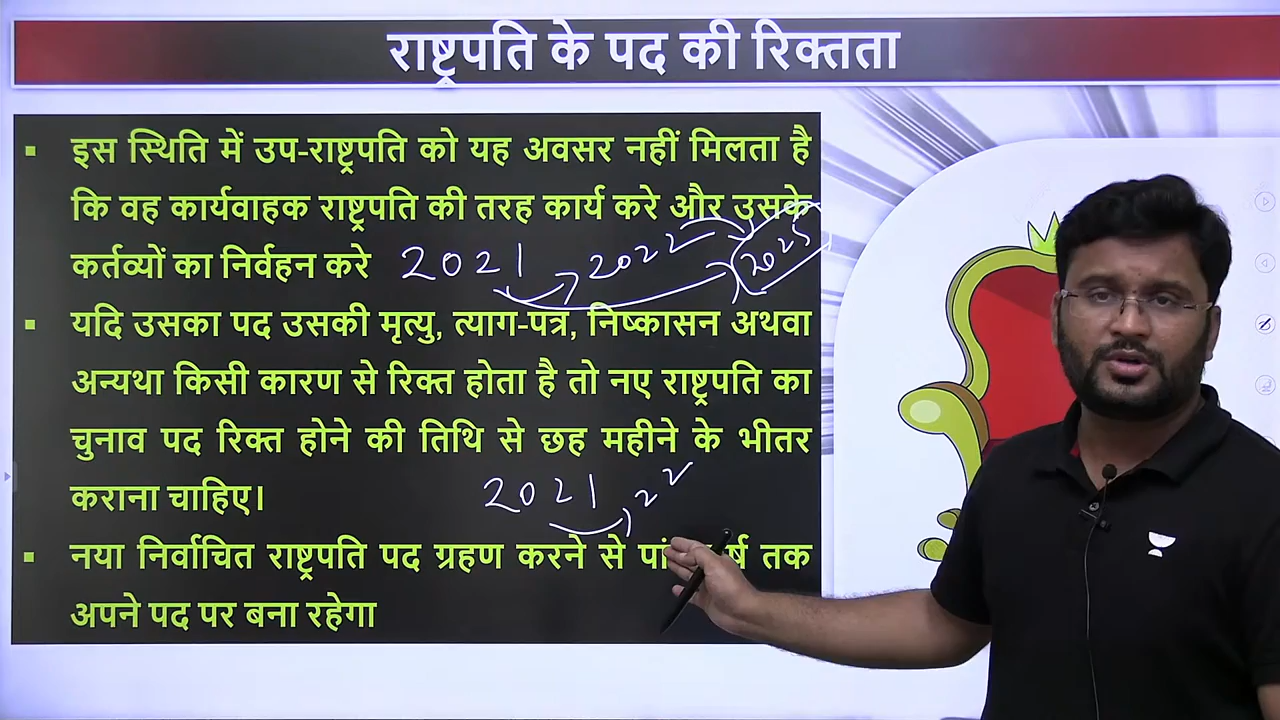 राष्ट्रपति के पद की रिक्तता
इस स्थिति में उप-राष्ट्रपति को यह अवसर नहीं मिलता है
कि वह कार्यवाहक राष्ट्रपति की तरह कार्य करे और उसके
कर्तव्यों का निर्वहन करे 2021 2022 2025
यदि उसका पद उसकी मृत्यु, त्याग-पत्र, निष्कासन अथवा
अन्यथा किसी कारण से रिक्त होता है तो नए राष्ट्रपति का
चुनाव पद रिक्त होने की तिथि से छह महीने के भीतर
कराना चाहिए। 2021 22
नया निर्वाचित राष्ट्रपति पद ग्रहण करने से तक
अपने पद पर बना रहेगा